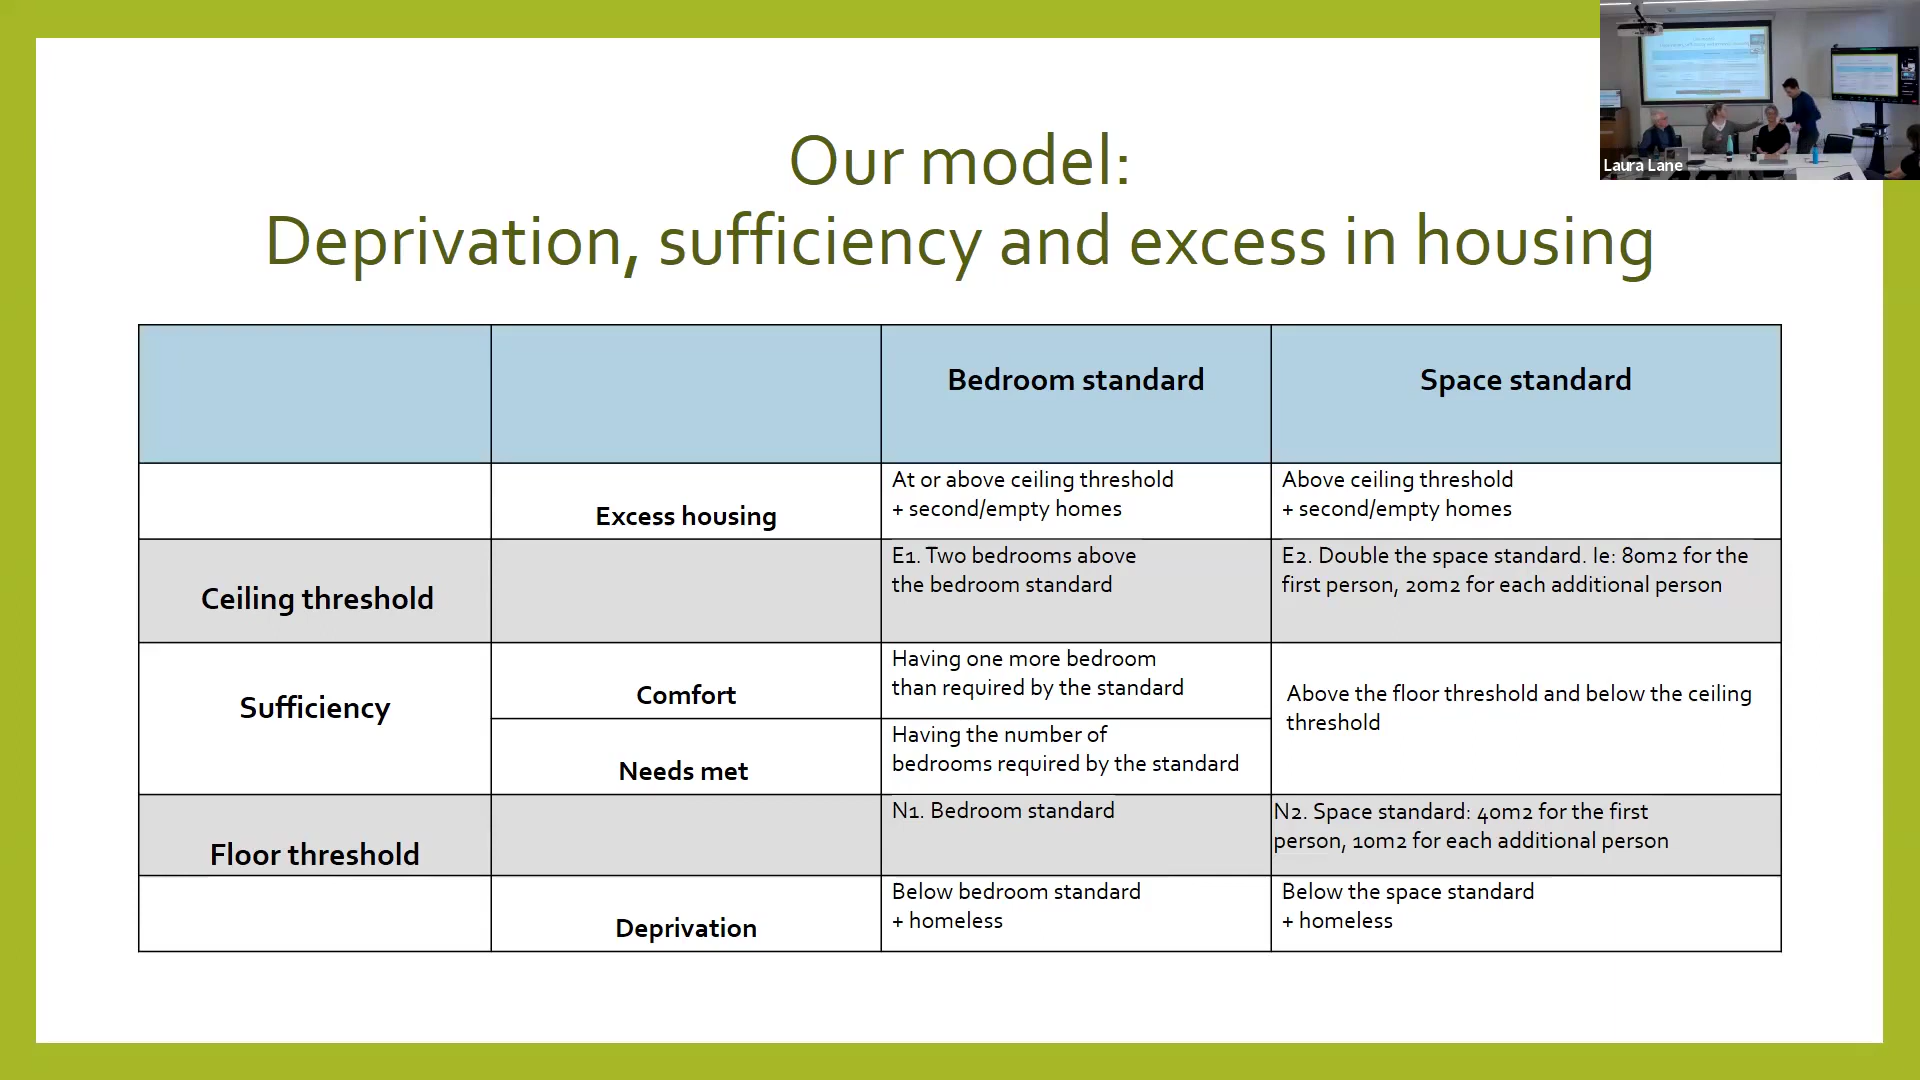 Our model:
Deprivation, sufficiency and excess in housing
Laura Lane
Bedroom standard
Space standard
Excess housing
At or above ceiling threshold
+ second/empty homes
Above ceiling threshold
+ second/empty homes
Ceiling threshold
E1. Two bedrooms above
the bedroom standard
E2. Double the space standard. Ie: 80m2 for the
first person, 20m2 for each additional person
Sufficiency
Comfort
Having one more bedroom
than required by the standard
Above the floor threshold and below the ceiling
threshold
Needs met
Having the number of
bedrooms required by the standard
Floor threshold
N1. Bedroom standard
N2. Space standard: 40m2 for the first
person, 10m2 for each additional person
Deprivation
Below bedroom standard
+ homeless
Below the space standard
+ homeless